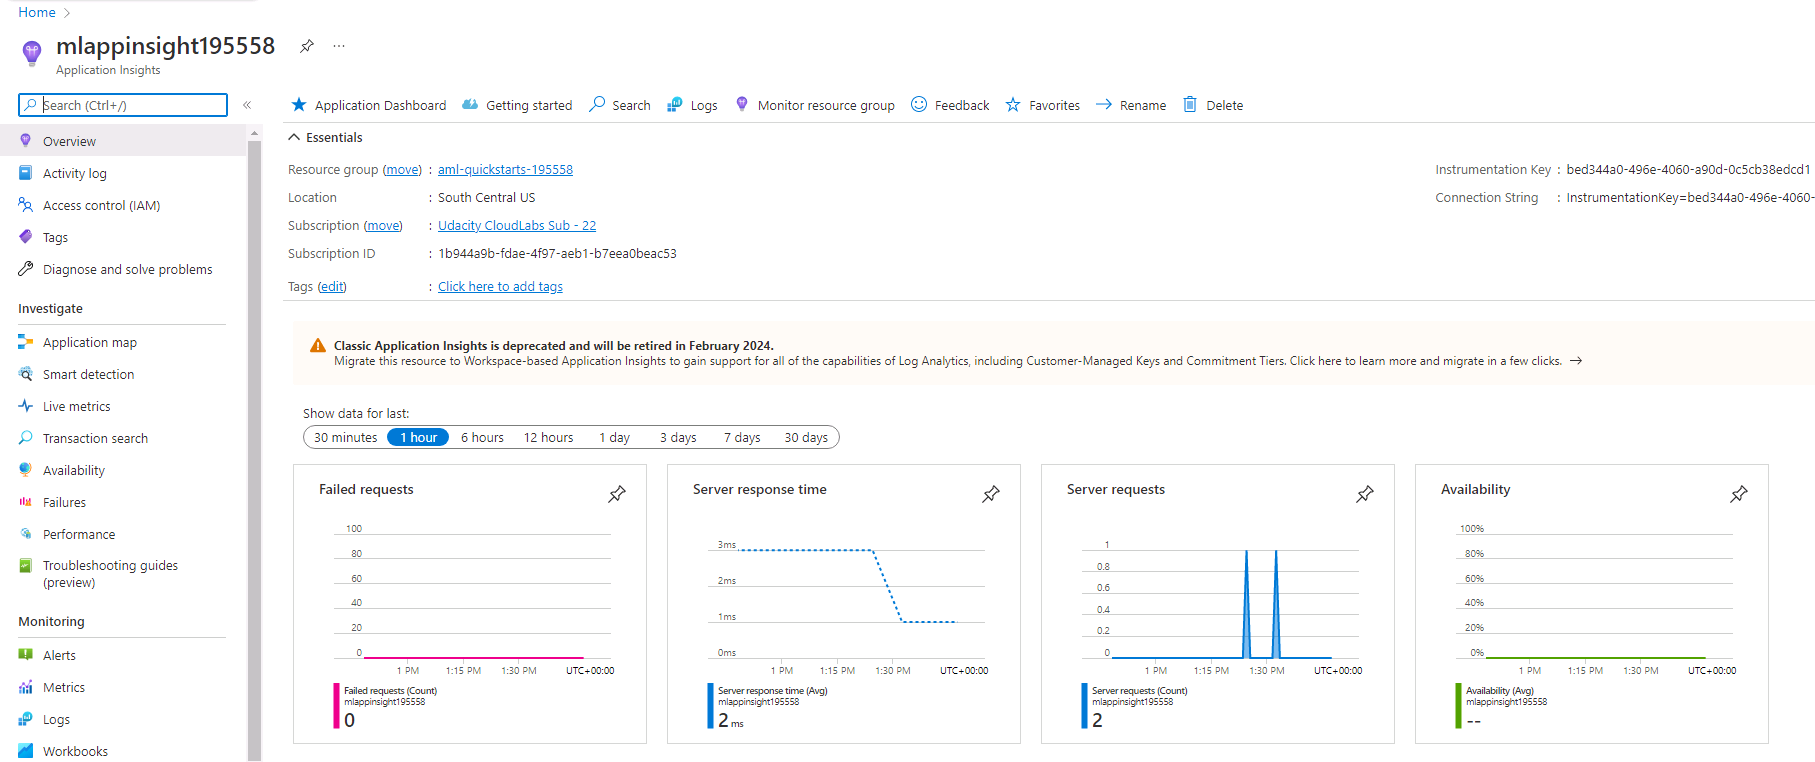 Home >
mlappinsight195558
Application Insights
Search (Ctrl+/)
«
Application Dashboard Getting started Search Logs Monitor resource group Feedback Favorites Rename Delete
Overview
Activity log
Access control (IAM)
Tags
Diagnose and solve problems
Investigate
Application map
Smart detection
Live metrics
Transaction search
Availability
Failures
Performance
Troubleshooting guides
(preview)
Monitoring
Alerts
Metrics
Logs
Workbooks
Essentials
Resource group (move) : aml-quickstarts-195558
Location : South Central US
Subscription (move) : Udacity CloudLabs Sub - 22
Subscription ID : 1b944a9b-fdae-4f97-aeb1-b7eea0beac53
Tags (edit) : Click here to add tags
Instrumentation Key : bed344a0-496e-4060-a90d-0c5cb38edcd1
Connection String : InstrumentationKey=bed344a0-496e-4060-
Classic Application Insights is deprecated and will be retired in February 2024.
Migrate this resource to Workspace-based Application Insights to gain support for all of the capabilities of Log Analytics, including Customer-Managed Keys and Commitment Tiers. Click here to learn more and migrate in a few clicks. →
Show data for last:
30 minutes 1 hour 6 hours 12 hours 1 day 3 days 7 days 30 days
Failed requests
100
80
60
40
20
0
1 PM 1:15 PM 1:30 PM UTC+00:00
Failed requests (Count)
mlappinsight195558
0
Server response time
3ms
2ms
1ms
0ms
1 PM 1:15 PM 1:30 PM UTC+00:00
Server response time (Avg)
mlappinsight195558
2 ms
Server requests
1
0.8
0.6
0.4
0.2
0
1 PM 1:15 PM 1:30 PM UTC+00:00
Server requests (Count)
mlappinsight195558
2
Availability
100%
80%
60%
40%
20%
0%
1 PM 1:15 PM 1:30 PM UTC+00:00
Availability (Avg)
mlappinsight195558
--